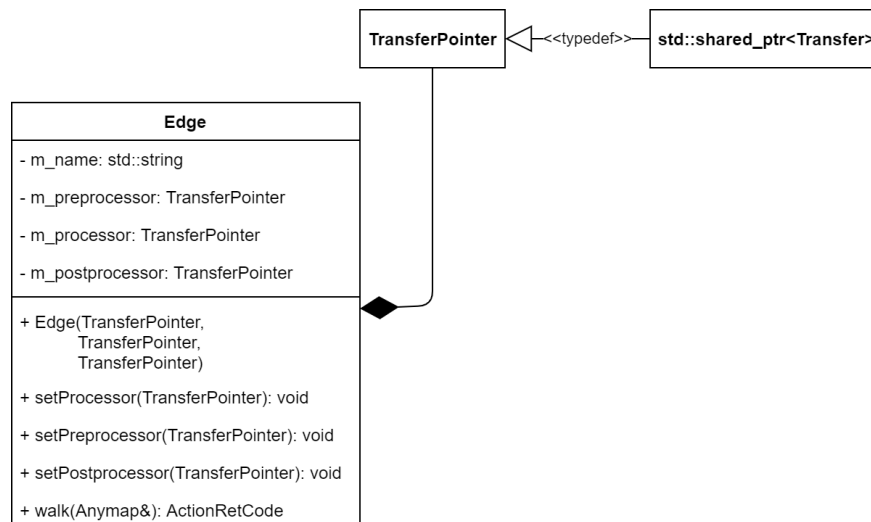 TransferPointer
<<typedef>>
std::shared_ptr<Transfer>
Edge
- m_name: std::string
- m_preprocessor: TransferPointer
- m_processor: TransferPointer
- m_postprocessor: TransferPointer
+ Edge(TransferPointer,
TransferPointer,
TransferPointer)
+ setProcessor(TransferPointer): void
+ setPreprocessor(TransferPointer): void
+ setPostprocessor(TransferPointer): void
+ walk(Anymap&): ActionRetCode